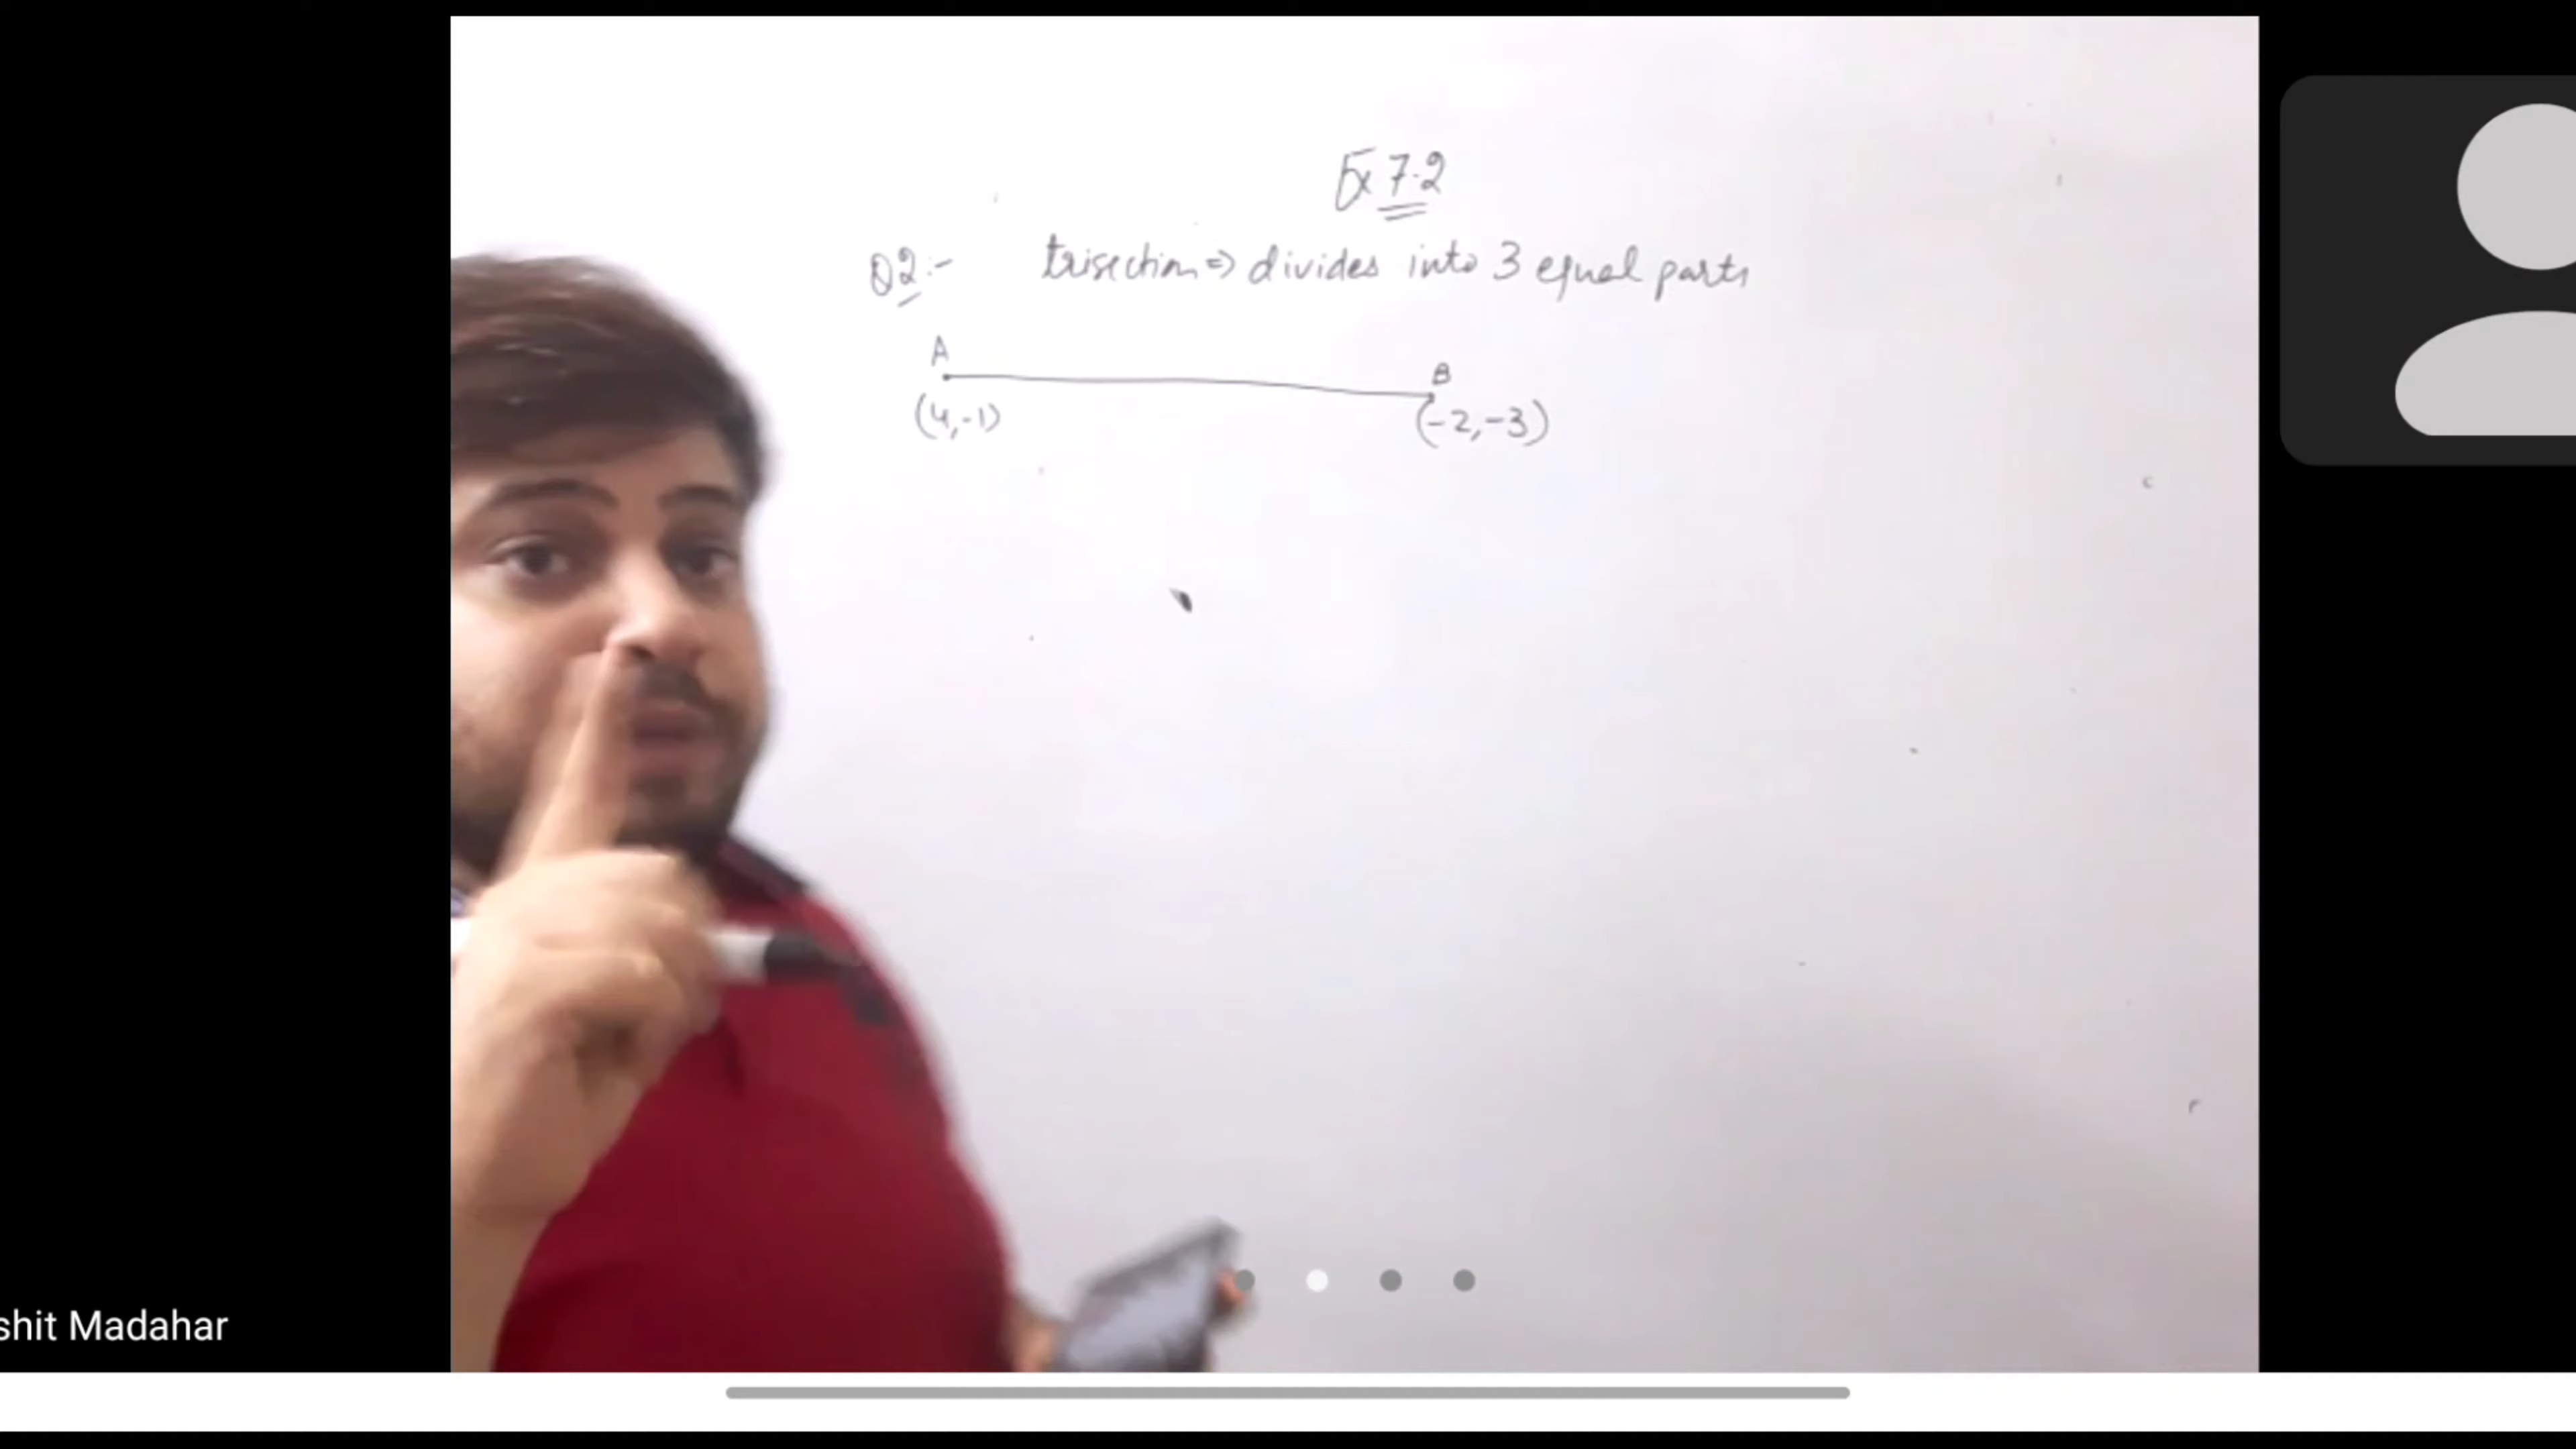 Ex 7.2
Q2:- trisection ⇒ divides into 3 equal parts
A B
(4,-1) (-2,-3)
shit Madahar